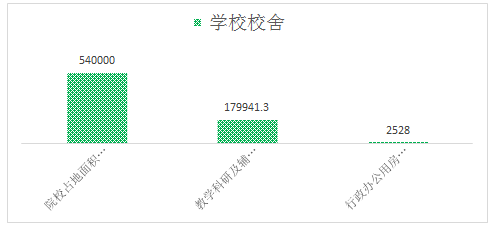 学校校舍
540000
179941.3
2528
院校占地面积…
教学科研及辅…
行政办公用房…